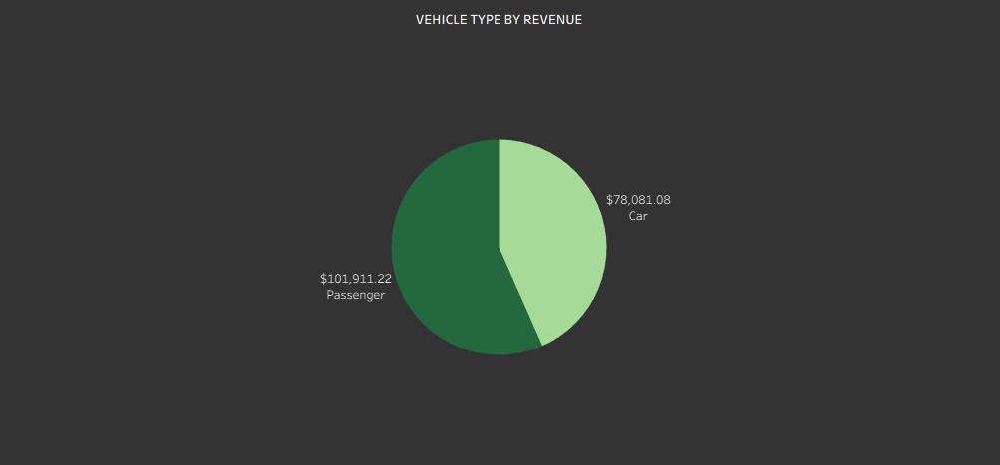 VEHICLE TYPE BY REVENUE
$78,081.08
Car
$101,911.22
Passenger